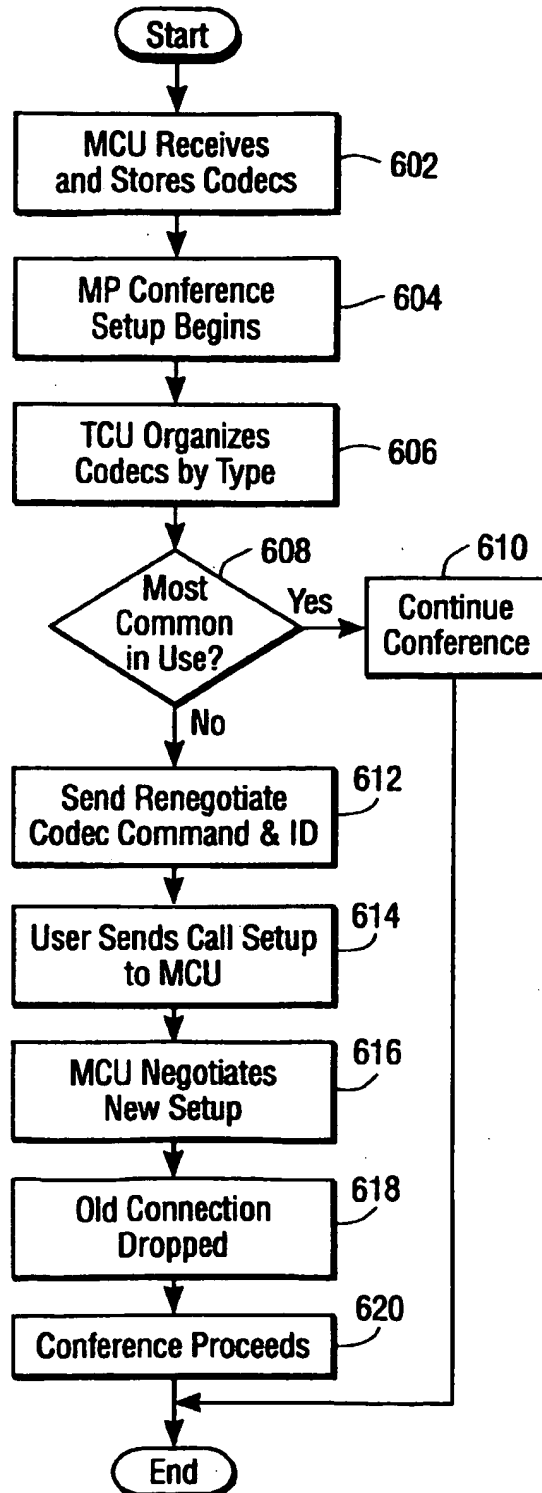 Start
MCU Receives
and Stores Codecs
602
MP Conference
Setup Begins
604
TCU Organizes
Codecs by Type
606
608
Most
Common
in Use?
Yes
610
Continue
Conference
No
612
Send Renegotiate
Codec Command & ID
614
User Sends Call Setup
to MCU
616
MCU Negotiates
New Setup
618
Old Connection
Dropped
620
Conference Proceeds
End